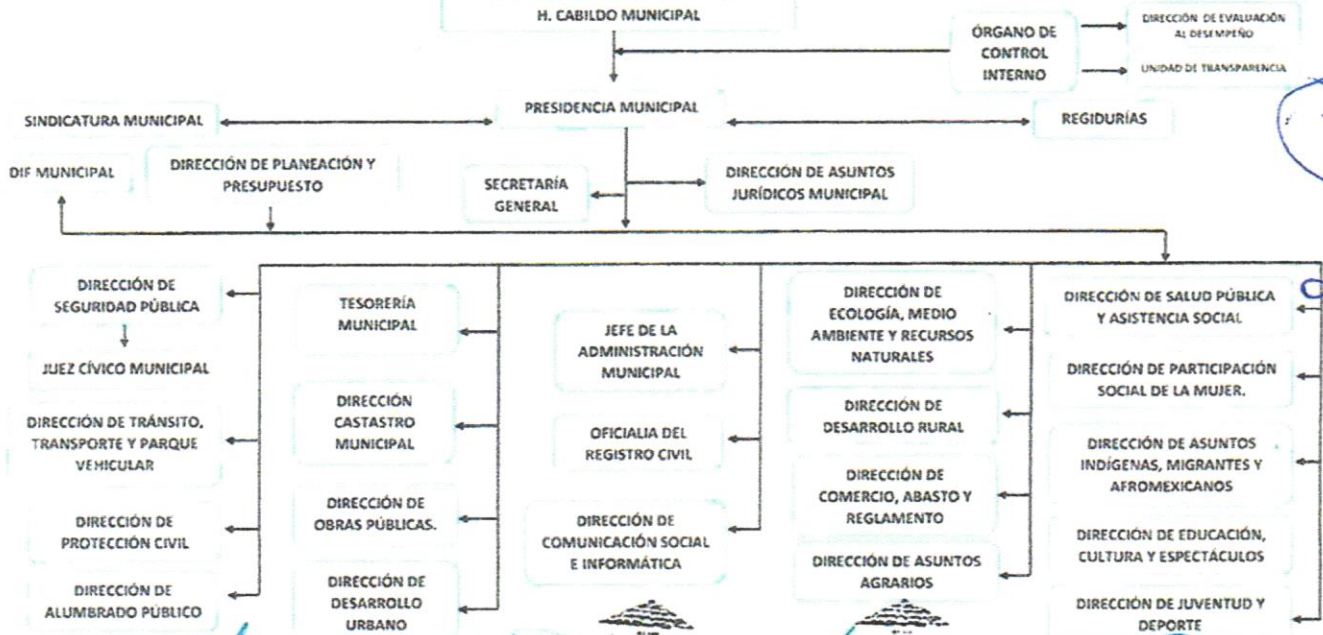 H. CABILDO MUNICIPAL
ÓRGANO DE
CONTROL
INTERNO
DIRECCIÓN DE EVALUACIÓN
AL DESEMPEÑO
UNIDAD DE TRANSPARENCIA
SINDICATURA MUNICIPAL
PRESIDENCIA MUNICIPAL
REGIDURÍAS
DIF MUNICIPAL
DIRECCIÓN DE PLANEACIÓN Y
PRESUPUESTO
SECRETARÍA
GENERAL
DIRECCIÓN DE ASUNTOS
JURÍDICOS MUNICIPAL
DIRECCIÓN DE
SEGURIDAD PÚBLICA
JUEZ CÍVICO MUNICIPAL
DIRECCIÓN DE TRÁNSITO,
TRANSPORTE Y PARQUE
VEHICULAR
DIRECCIÓN DE
PROTECCIÓN CIVIL
DIRECCIÓN DE
ALUMBRADO PÚBLICO
TESORERÍA
MUNICIPAL
DIRECCIÓN
CASTASTRO
MUNICIPAL
DIRECCIÓN DE
OBRAS PÚBLICAS.
DIRECCIÓN DE
DESARROLLO
URBANO
JEFE DE LA
ADMINISTRACIÓN
MUNICIPAL
OFICIALIA DEL
REGISTRO CIVIL
DIRECCIÓN DE
COMUNICACIÓN SOCIAL
E INFORMÁTICA
DIRECCIÓN DE
ECOLOGÍA, MEDIO
AMBIENTE Y RECURSOS
NATURALES
DIRECCIÓN DE
DESARROLLO RURAL
DIRECCIÓN DE
COMERCIO, ABASTO Y
REGLAMENTO
DIRECCIÓN DE ASUNTOS
AGRARIOS
DIRECCIÓN DE SALUD PÚBLICA
Y ASISTENCIA SOCIAL
DIRECCIÓN DE PARTICIPACIÓN
SOCIAL DE LA MUJER.
DIRECCIÓN DE ASUNTOS
INDÍGENAS, MIGRANTES Y
AFROMEXICANOS
DIRECCIÓN DE EDUCACIÓN,
CULTURA Y ESPECTÁCULOS
DIRECCIÓN DE JUVENTUD Y
DEPORTE